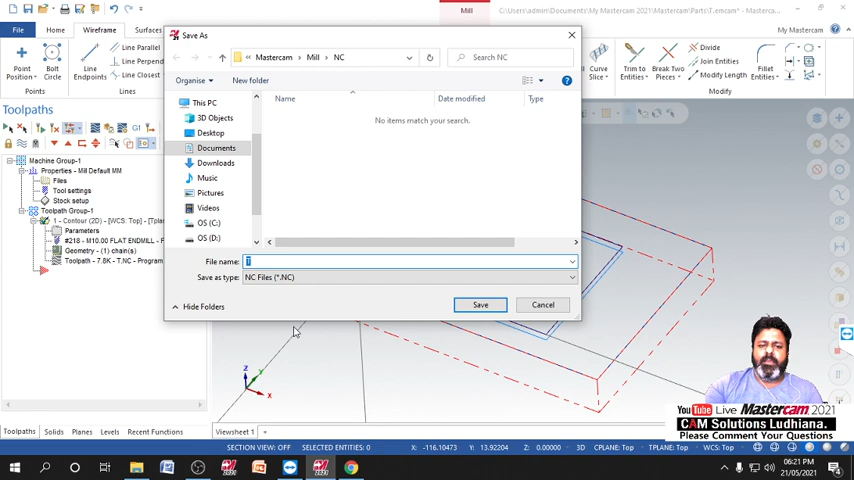 Mill
C:\Users\admin\Documents\My Mastercam 2021\Mastercam\Parts\T.emcam* - Masterca...
File
Home
Wireframe
My Mastercam
Point
Position
Bolt
Circle
Points
Line
Endpoints
Line Parallel
Line Perpend
Line Closest
Curve
Slice
Trim to
Entities
Break Two
Pieces
Divide
Join Entities
Modify Length
Fillet
Entities
Modify
Save As
« Mastercam › Mill › NC
Search NC
Organise
New folder
This PC
3D Objects
Desktop
Documents
Downloads
Music
Pictures
Videos
OS (C:)
OS (D:)
Name
Date modified
Type
No items match your search.
File name:
T
Save as type:
NC Files (*.NC)
Hide Folders
Save
Cancel
Toolpaths
G1
Machine Group-1
Properties - Mill Default MM
Files
Tool settings
Stock setup
Toolpath Group-1
1 - Contour (2D) - [WCS: Top] - [Tplan
Parameters
#218 - M10.00 FLAT ENDMILL - F
Geometry - (1) chain(s)
Toolpath - 7.8K - T.NC - Program
Z
Y
X
You Tube Live Mastercam 2021
CAM Solutions Ludhiana.
Please Comment Your Questions
Toolpaths Solids Planes Levels Recent Functions
Viewsheet 1
SECTION VIEW: OFF SELECTED ENTITIES: 0 X: -116.10473 Y: 13.92204 Z: 0.00000 3D CPLANE: TOP TPLANE: TOP WCS: TOP
06:21 PM
21/05/2021
4